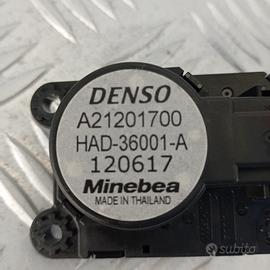 DENSO
A21201700
HAD-36001-A
120617
Minebea
MADE IN THAILAND
subito